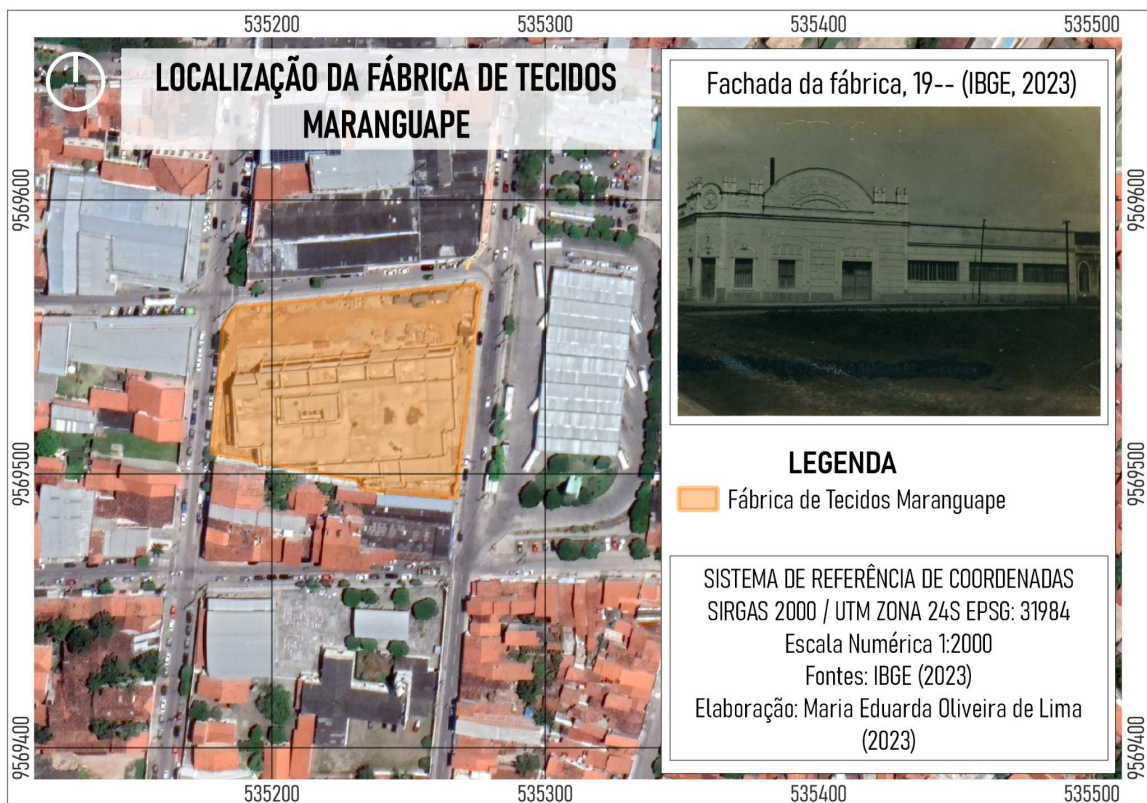 535200 535300 535400 535500
LOCALIZAÇÃO DA FÁBRICA DE TECIDOS
MARANGUAPE
Fachada da fábrica, 19-- (IBGE, 2023)
9569600 9569600
9569500 9569500
LEGENDA
Fábrica de Tecidos Maranguape
SISTEMA DE REFERÊNCIA DE COORDENADAS
SIRGAS 2000 / UTM ZONA 24S EPSG: 31984
Escala Numérica 1:2000
Fontes: IBGE (2023)
Elaboração: Maria Eduarda Oliveira de Lima
(2023)
9569400 9569400
535200 535300 535400 535500